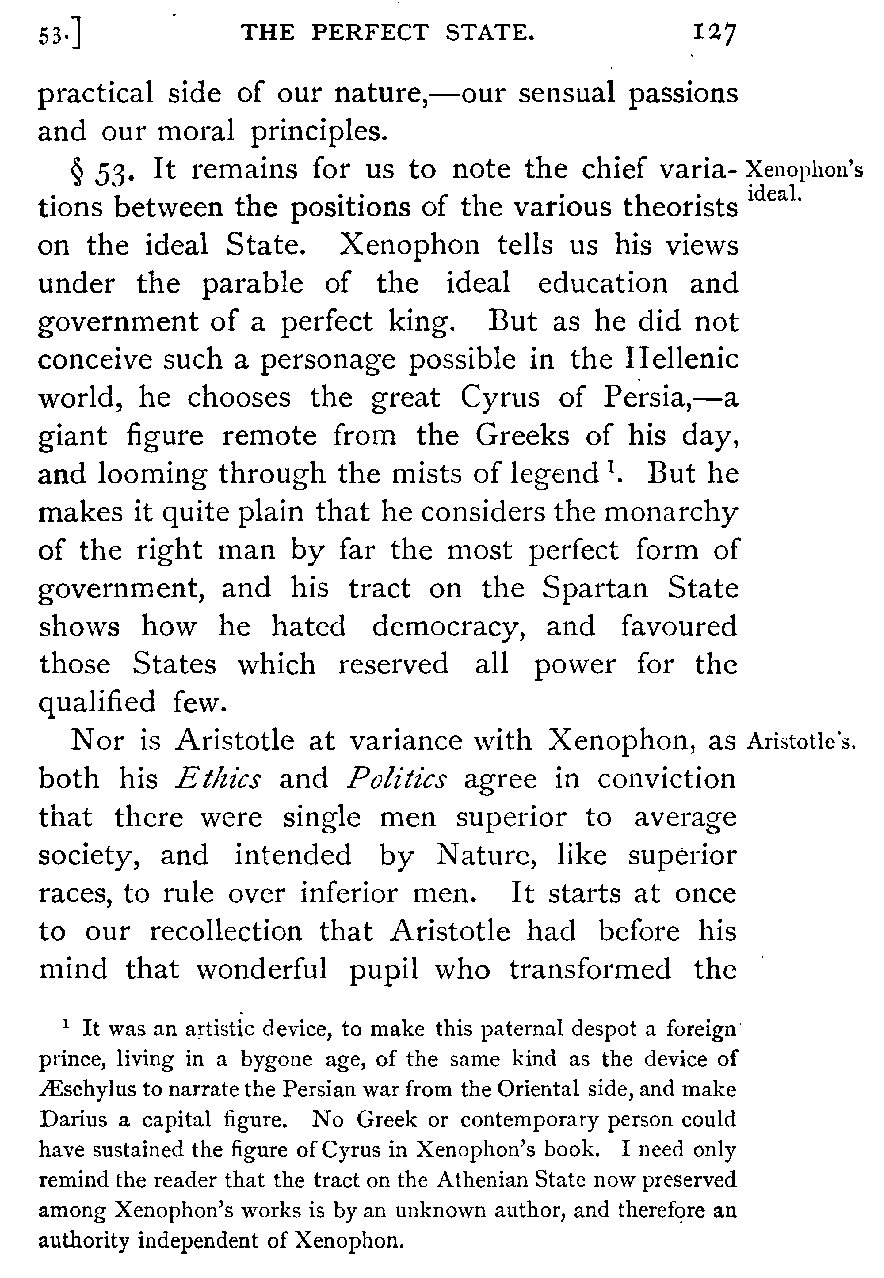 53.] THE PERFECT STATE. 127
practical side of our nature,—our sensual passions
and our moral principles.
§ 53. It remains for us to note the chief varia- Xenophon's
tions between the positions of the various theorists ideal.
on the ideal State. Xenophon tells us his views
under the parable of the ideal education and
government of a perfect king. But as he did not
conceive such a personage possible in the Hellenic
world, he chooses the great Cyrus of Persia,—a
giant figure remote from the Greeks of his day,
and looming through the mists of legend ¹. But he
makes it quite plain that he considers the monarchy
of the right man by far the most perfect form of
government, and his tract on the Spartan State
shows how he hated democracy, and favoured
those States which reserved all power for the
qualified few.
Nor is Aristotle at variance with Xenophon, as Aristotle's.
both his Ethics and Politics agree in conviction
that there were single men superior to average
society, and intended by Nature, like superior
races, to rule over inferior men. It starts at once
to our recollection that Aristotle had before his
mind that wonderful pupil who transformed the
¹ It was an artistic device, to make this paternal despot a foreign
prince, living in a bygone age, of the same kind as the device of
Æschylus to narrate the Persian war from the Oriental side, and make
Darius a capital figure. No Greek or contemporary person could
have sustained the figure of Cyrus in Xenophon's book. I need only
remind the reader that the tract on the Athenian State now preserved
among Xenophon's works is by an unknown author, and therefore an
authority independent of Xenophon.